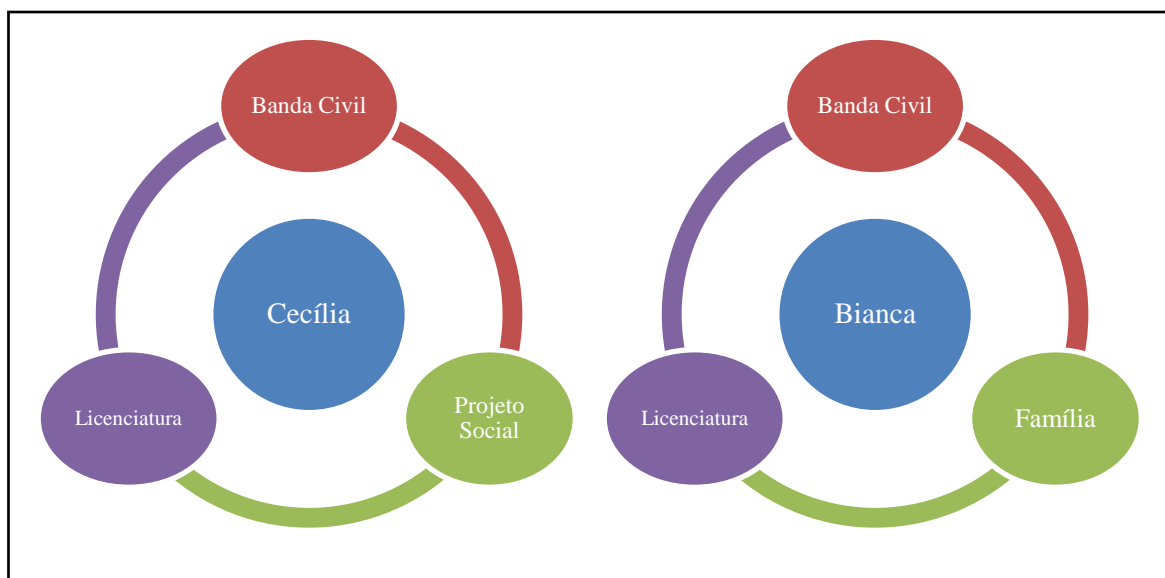 Banda Civil
Cecília
Licenciatura
Projeto
Social
Banda Civil
Bianca
Licenciatura
Família